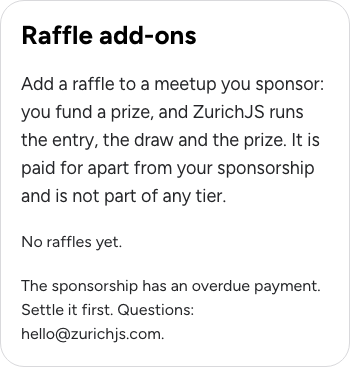 Raffle add-ons
Add a raffle to a meetup you sponsor:
you fund a prize, and ZurichJS runs
the entry, the draw and the prize. It is
paid for apart from your sponsorship
and is not part of any tier.
No raffles yet.
The sponsorship has an overdue payment.
Settle it first. Questions:
hello@zurichjs.com.